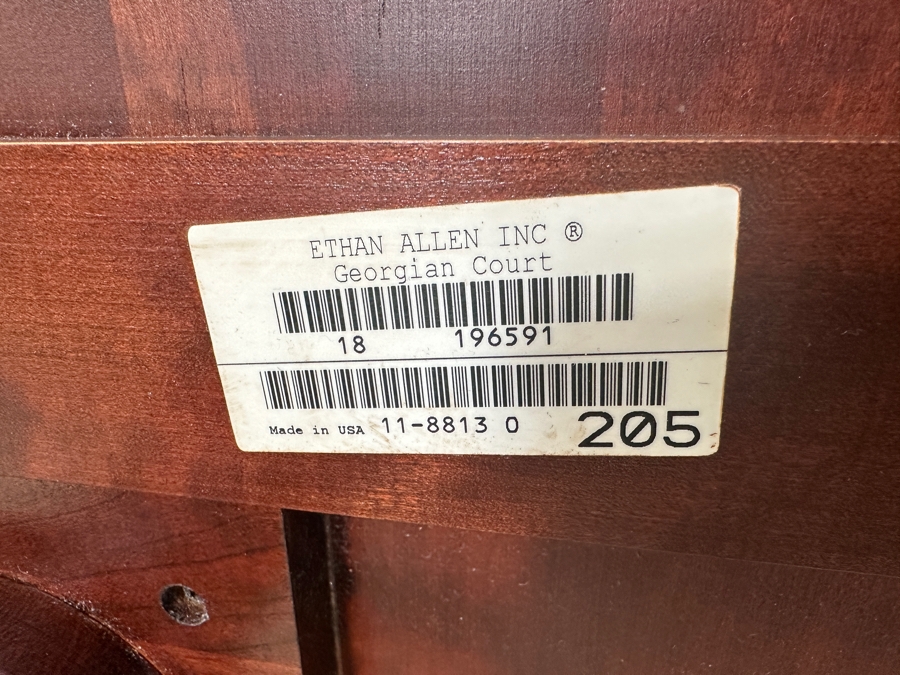 ETHAN ALLEN INC ®
Georgian Court
18 196591
Made in USA 11-8813 0 205